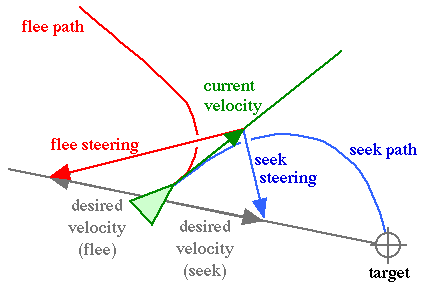 flee path
current
velocity
flee steering
seek
steering
seek path
desired
velocity
(flee)
desired
velocity
(seek)
target